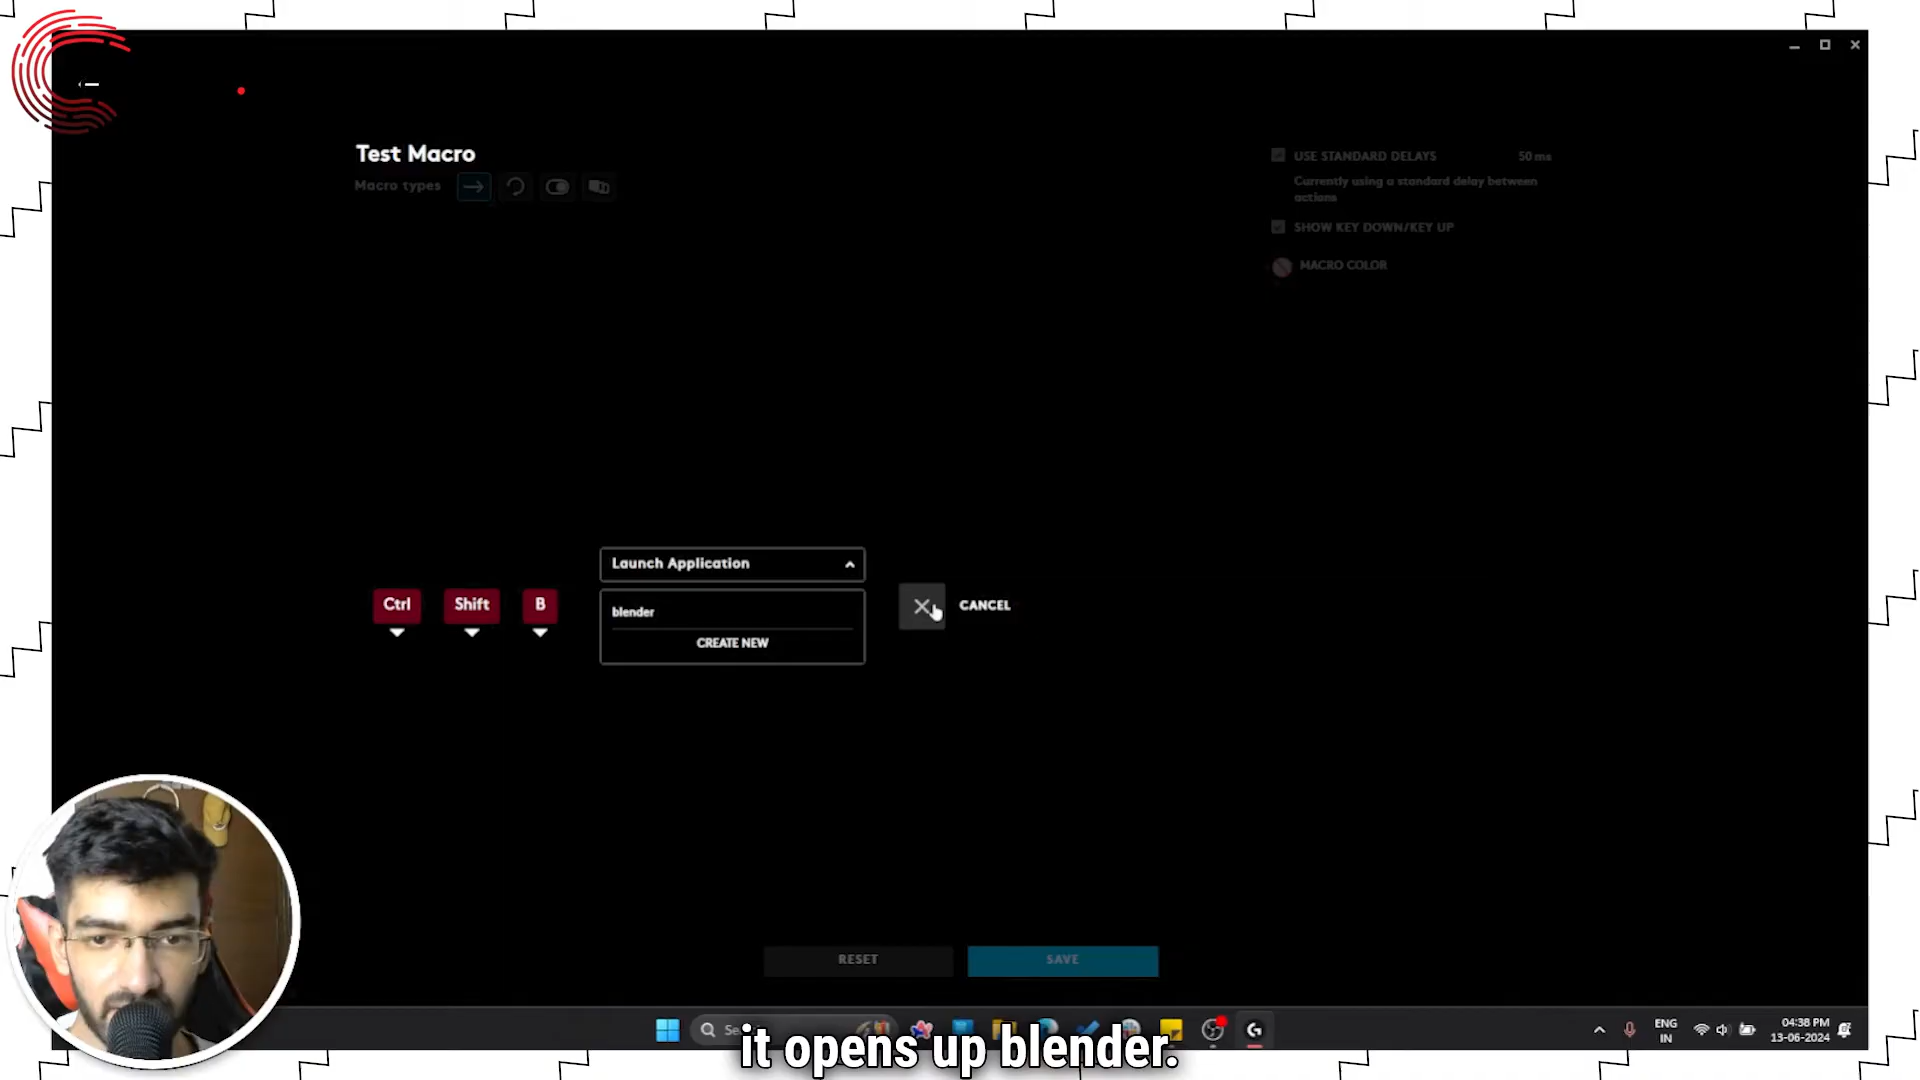 Test Macro
Macro types
USE STANDARD DELAYS 50 ms
Currently using a standard delay between
actions
SHOW KEY DOWN/KEY UP
MACRO COLOR
Launch Application
Ctrl Shift B
blender
CREATE NEW
CANCEL
RESET SAVE
ENG
IN
04:38 PM
13-06-2024
it opens up blender.